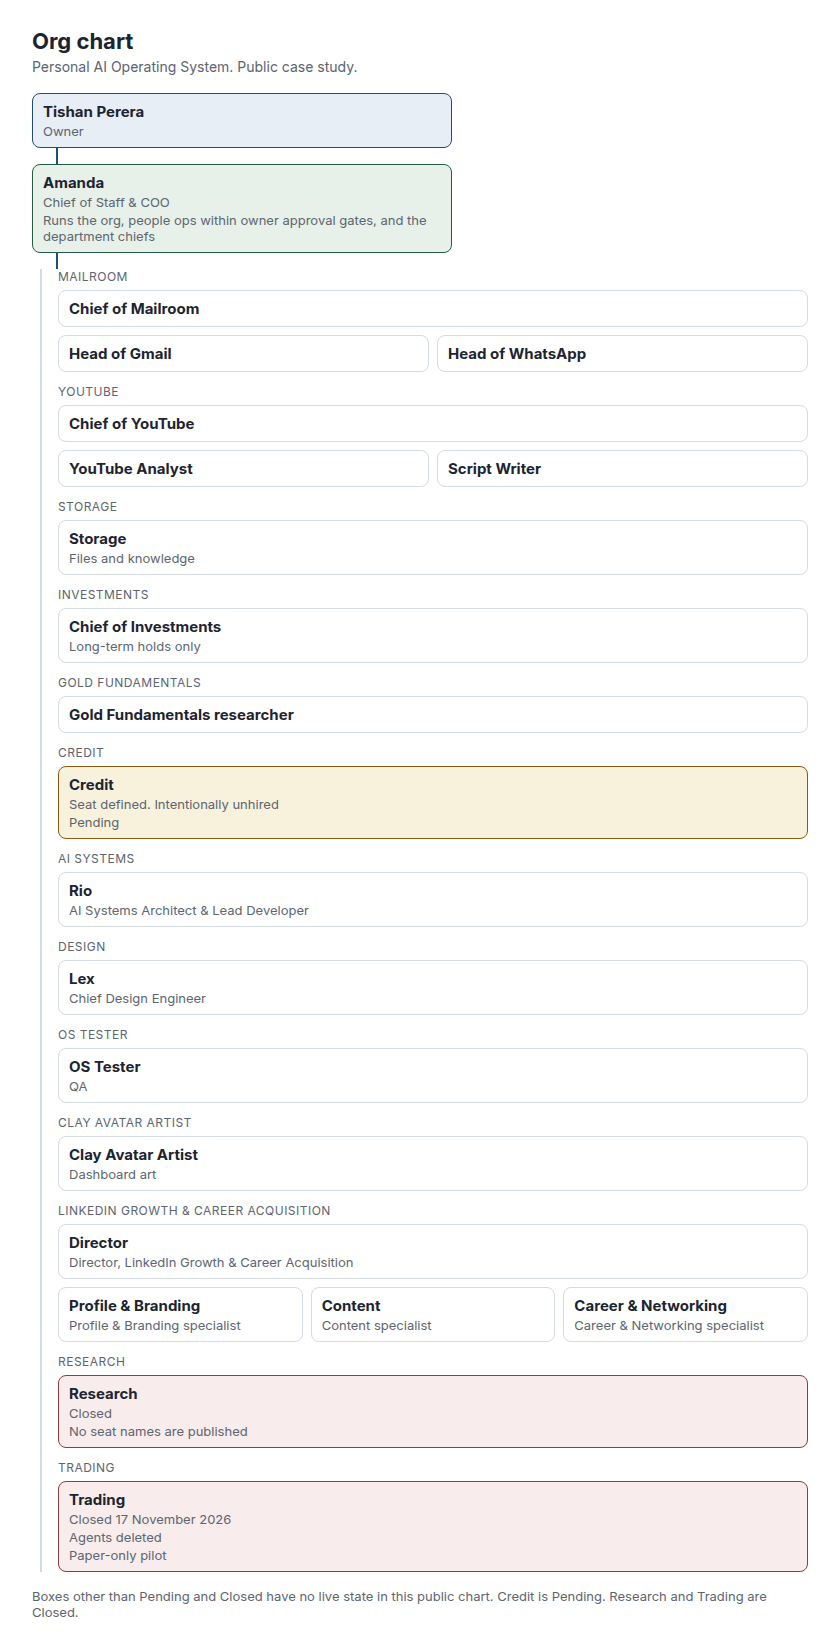 Org chart
Personal AI Operating System. Public case study.
Tishan Perera
Owner
Amanda
Chief of Staff & COO
Runs the org, people ops within owner approval gates, and the
department chiefs
MAILROOM
Chief of Mailroom
Head of Gmail
Head of WhatsApp
YOUTUBE
Chief of YouTube
YouTube Analyst
Script Writer
STORAGE
Storage
Files and knowledge
INVESTMENTS
Chief of Investments
Long-term holds only
GOLD FUNDAMENTALS
Gold Fundamentals researcher
CREDIT
Credit
Seat defined. Intentionally unhired
Pending
AI SYSTEMS
Rio
AI Systems Architect & Lead Developer
DESIGN
Lex
Chief Design Engineer
OS TESTER
OS Tester
QA
CLAY AVATAR ARTIST
Clay Avatar Artist
Dashboard art
LINKEDIN GROWTH & CAREER ACQUISITION
Director
Director, LinkedIn Growth & Career Acquisition
Profile & Branding
Profile & Branding specialist
Content
Content specialist
Career & Networking
Career & Networking specialist
RESEARCH
Research
Closed
No seat names are published
TRADING
Trading
Closed 17 November 2026
Agents deleted
Paper-only pilot
Boxes other than Pending and Closed have no live state in this public chart. Credit is Pending. Research and Trading are
Closed.